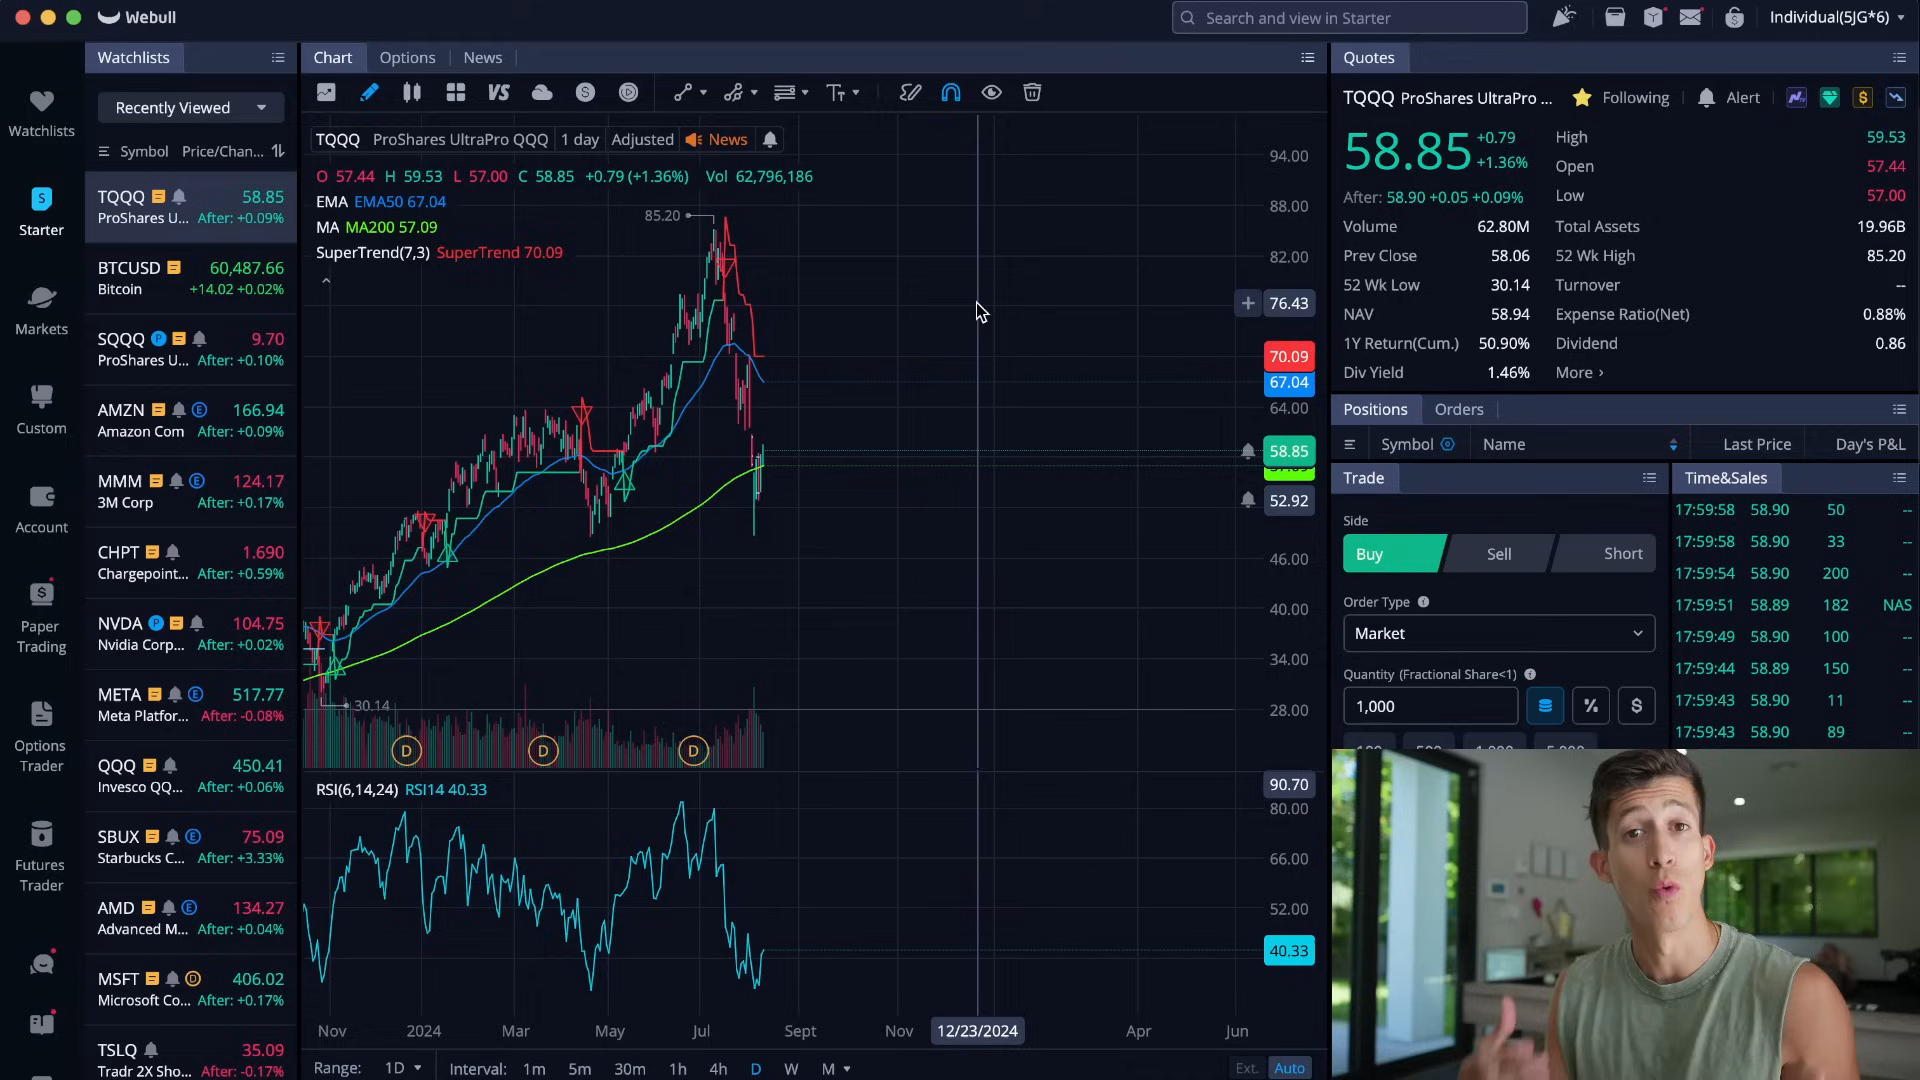 Webull
Search and view in Starter
Individual(5JG*6)
Watchlists
Starter
Markets
Custom
Account
Paper
Trading
Options
Trader
Futures
Trader
Watchlists
Recently Viewed
Symbol Price/Chan...
TQQQ 58.85
ProShares U... After: +0.09%
BTCUSD 60,487.66
Bitcoin +14.02 +0.02%
SQQQ P 9.70
ProShares U... After: +0.10%
AMZN E 166.94
Amazon Com After: +0.09%
MMM E 124.17
3M Corp After: +0.17%
CHPT 1.690
Chargepoint... After: +0.59%
NVDA P 104.75
Nvidia Corp... After: +0.02%
META E 517.77
Meta Platfor... After: -0.08%
QQQ 450.41
Invesco QQ... After: +0.06%
SBUX E 75.09
Starbucks C... After: +3.33%
AMD E 134.27
Advanced M... After: +0.04%
MSFT D 406.02
Microsoft Co... After: +0.17%
TSLQ 35.09
Tradr 2X Sho... After: -0.17%
Chart Options News
VS
TQQQ ProShares UltraPro QQQ 1 day Adjusted News
O 57.44 H 59.53 L 57.00 C 58.85 +0.79 (+1.36%) Vol 62,796,186
EMA EMA50 67.04
MA MA200 57.09
SuperTrend(7,3) SuperTrend 70.09
85.20
30.14
D D D
94.00
88.00
82.00
76.43
70.09
67.04
64.00
58.85
52.92
46.00
40.00
34.00
28.00
RSI(6,14,24) RSI14 40.33
90.70
80.00
66.00
52.00
40.33
Nov 2024 Mar May Jul Sept Nov 12/23/2024 Apr Jun
Range: 1D Interval: 1m 5m 30m 1h 4h D W M Ext. Auto
Quotes
TQQQ ProShares UltraPro ... Following Alert
58.85 +0.79
+1.36%
After: 58.90 +0.05 +0.09%
High 59.53
Open 57.44
Low 57.00
Volume 62.80M Total Assets 19.96B
Prev Close 58.06 52 Wk High 85.20
52 Wk Low 30.14 Turnover --
NAV 58.94 Expense Ratio(Net) 0.88%
1Y Return(Cum.) 50.90% Dividend 0.86
Div Yield 1.46% More ›
Positions Orders
Symbol Name Last Price Day's P&L
Trade
Side
Buy Sell Short
Order Type
Market
Quantity (Fractional Share<1)
1,000 % $
Time&Sales
17:59:58 58.90 50 --
17:59:58 58.90 33 --
17:59:54 58.90 200 --
17:59:51 58.89 182 NAS
17:59:49 58.90 100 --
17:59:44 58.89 150 --
17:59:43 58.90 11 --
17:59:43 58.90 89 --